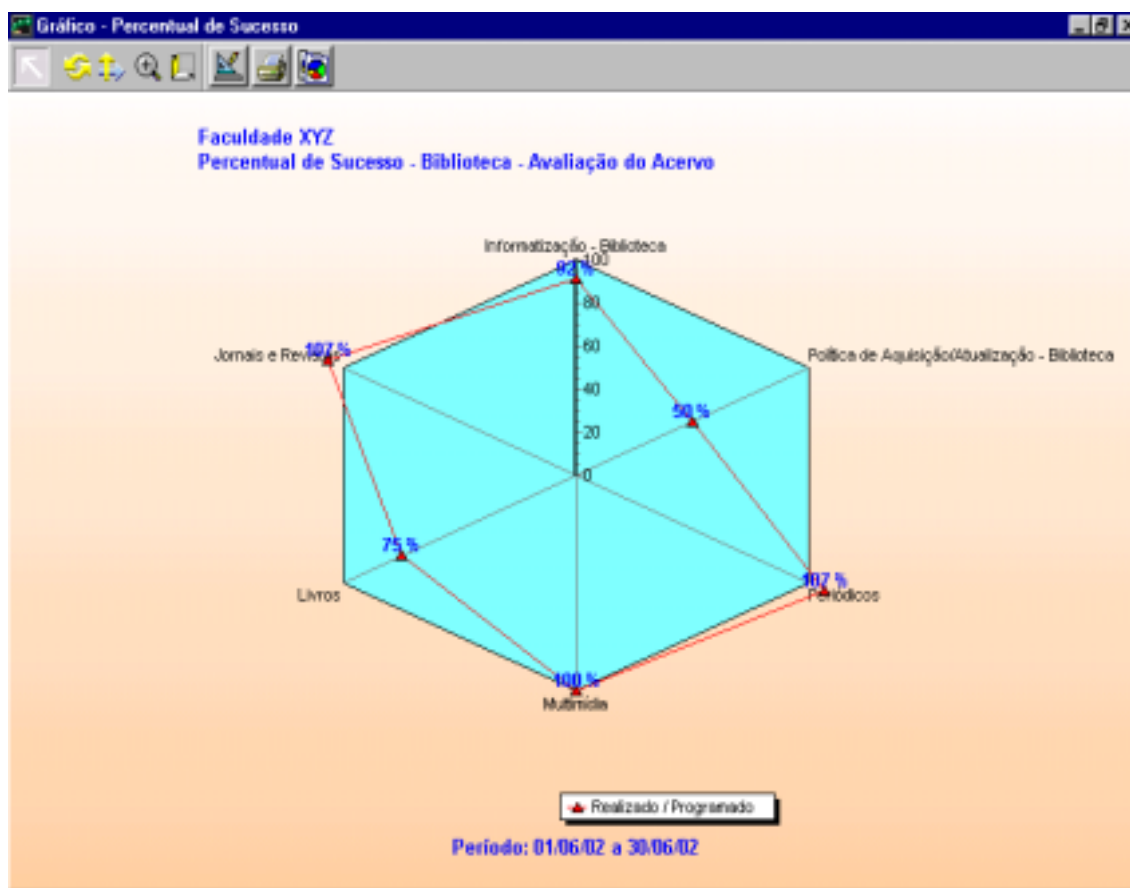 Gráfico - Percentual de Sucesso
Faculdade XYZ
Percentual de Sucesso - Biblioteca - Avaliação do Acervo
Informatização - Biblioteca
100
92 %
80
60
40
20
0
Jornais e Revistas
107 %
Política de Aquisição/Atualização - Biblioteca
50 %
75 %
Livros
107 %
Periódicos
100 %
Multimídia
Realizado / Programado
Período: 01/06/02 a 30/06/02